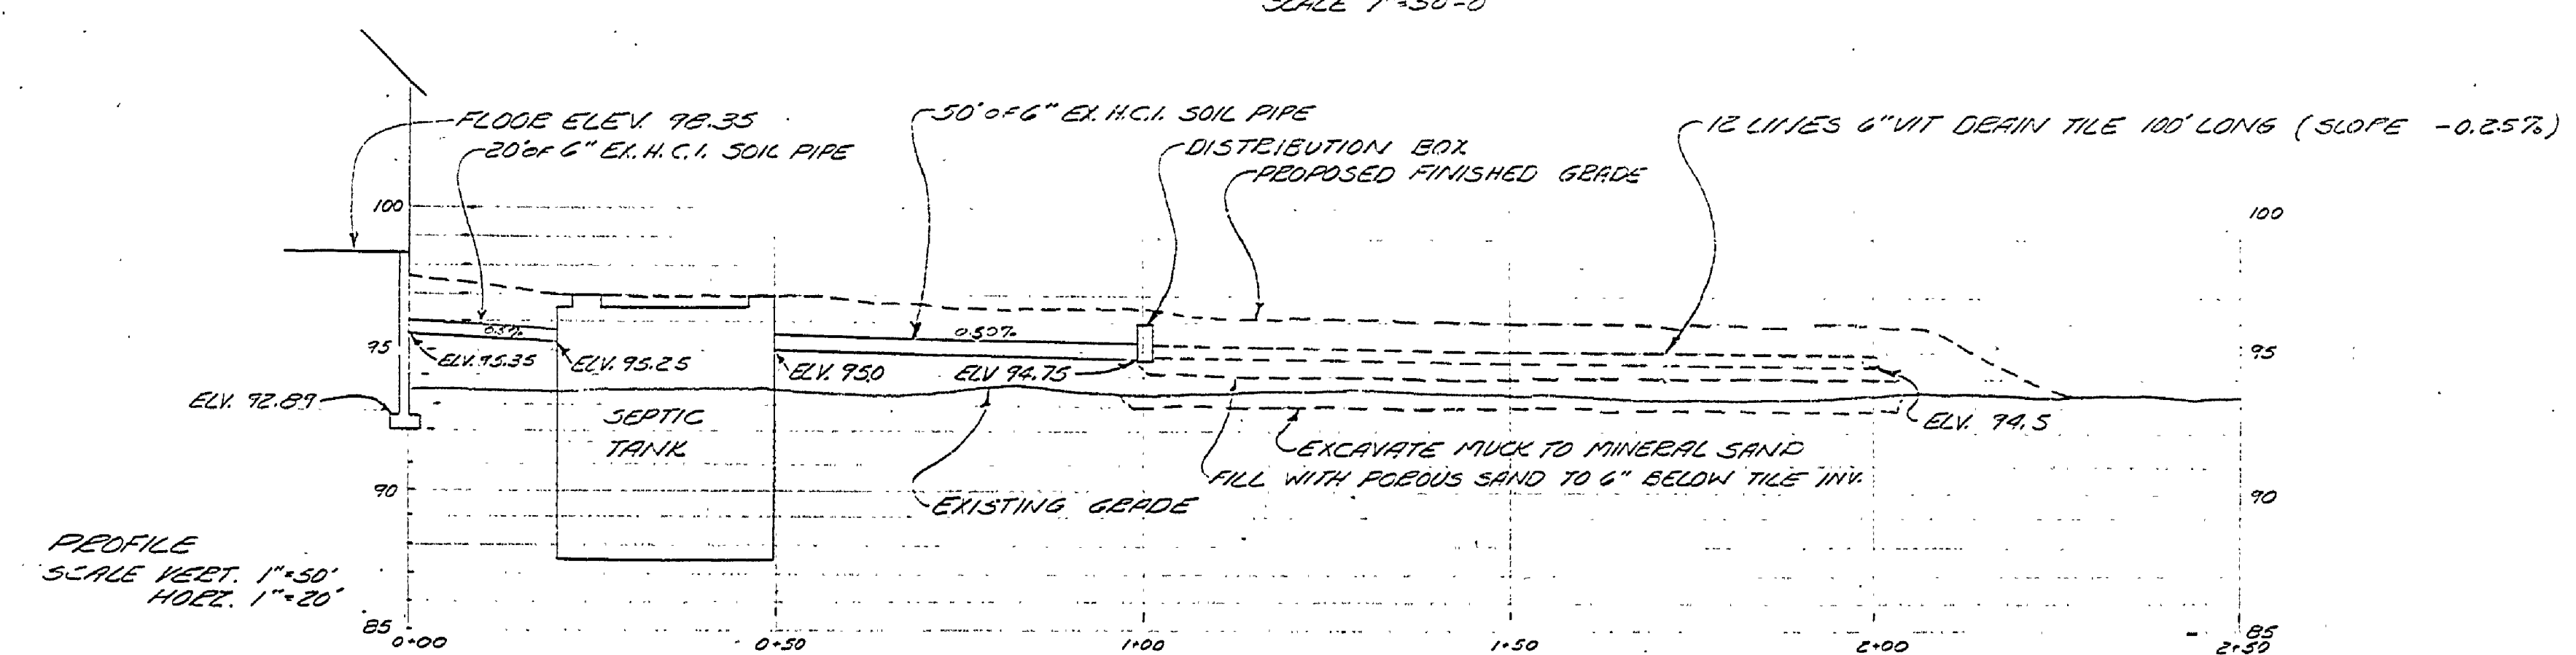 SCALE 1"=50'-0"
FLOOR ELEV. 98.35
20' OF 6" EX. H.C.I. SOIL PIPE
50' OF 6" EX. H.C.I. SOIL PIPE
DISTRIBUTION BOX
PROPOSED FINISHED GRADE
12 LINES 6" VIT DRAIN TILE 100' LONG (SLOPE -0.25%)
100
100
0.5%
0.50%
95
95
ELV. 95.35
ELV. 95.25
ELV. 95.0
ELV 94.75
ELV. 92.89
ELV. 94.5
SEPTIC
TANK
EXCAVATE MUCK TO MINERAL SAND
FILL WITH POROUS SAND TO 6" BELOW TILE INV.
EXISTING GRADE
90
90
PROFILE
SCALE VERT. 1"=50'
HORZ. 1"=20'
85
85
0+00
0+50
1+00
1+50
2+00
2+50